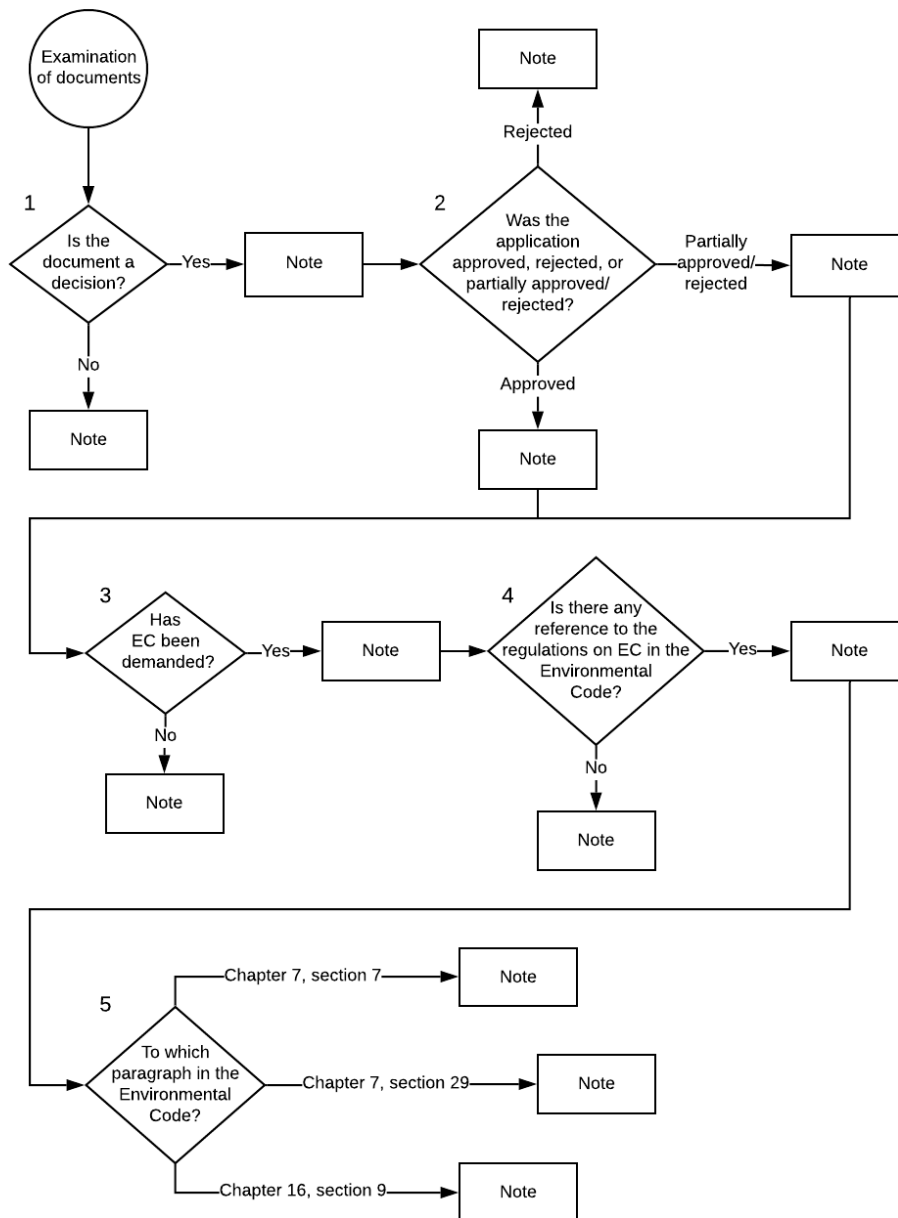 Examination
of documents
Note
Rejected
1
2
Is the
document a
decision?
Yes
Note
Was the
application
approved, rejected, or
partially approved/
rejected?
Partially
approved/
rejected
Note
No
Note
Approved
Note
3
Has
EC been
demanded?
Yes
Note
4
Is there any
reference to the
regulations on EC in the
Environmental
Code?
Yes
Note
No
Note
No
Note
5
To which
paragraph in the
Environmental
Code?
Chapter 7, section 7
Note
Chapter 7, section 29
Note
Chapter 16, section 9
Note